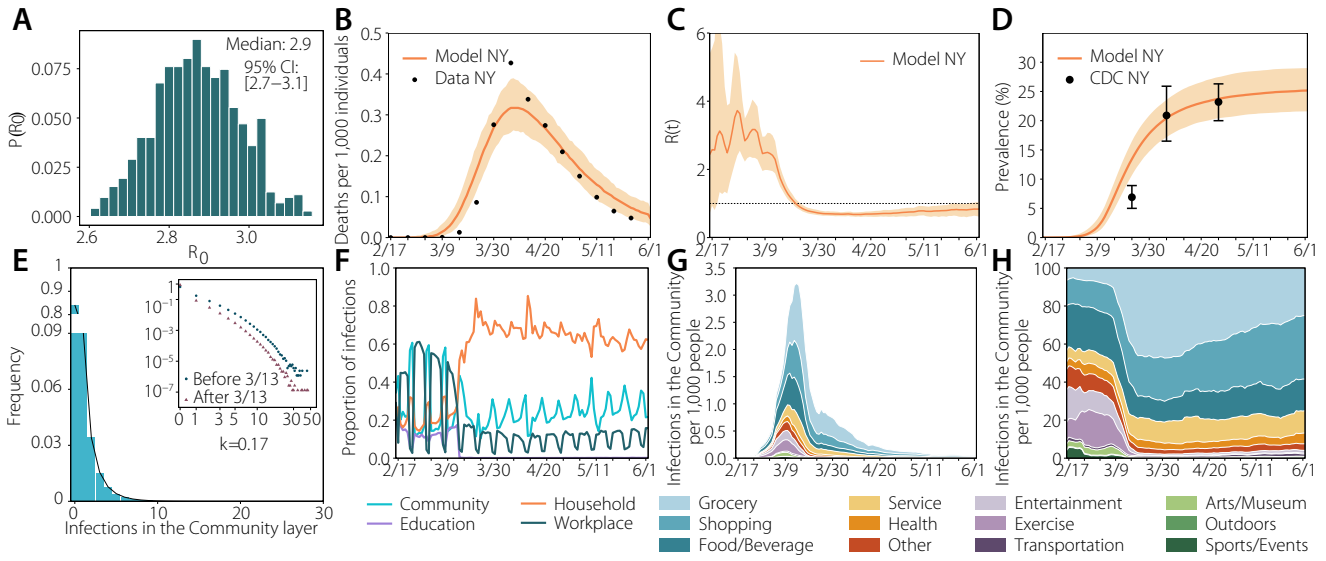 A
Median: 2.9
95% CI:
[2.7–3.1]
P(R0)
0.075
0.050
0.025
0.000
2.6
2.8
3.0
R0
B
Model NY
Data NY
Deaths per 1,000 individuals
0.5
0.4
0.3
0.2
0.1
0.0
2/17
3/9
3/30
4/20
5/11
6/1
C
Model NY
R(t)
6
4
2
0
2/17
3/9
3/30
4/20
5/11
6/1
D
Model NY
CDC NY
Prevalence (%)
30
25
20
15
10
5
0
2/17
3/9
3/30
4/20
5/11
6/1
E
Frequency
1
0.8
0.09
0.06
0.03
0
0
10
20
30
Infections in the Community layer
10⁻¹
10⁻³
10⁻⁵
10⁻⁷
Before 3/13
After 3/13
0
1
3
5
10
30
50
k=0.17
F
Proportion of infections
1.0
0.8
0.6
0.4
0.2
0.0
2/17
3/9
3/30
4/20
5/11
6/1
G
Infections in the Community
per 1,000 people
3.5
3.0
2.5
2.0
1.5
1.0
0.5
0.0
2/17
3/9
3/30
4/20
5/11
6/1
H
Infections in the Community
per 1,000 people
100
80
60
40
20
0
2/17
3/9
3/30
4/20
5/11
6/1
Community
Education
Household
Workplace
Grocery
Shopping
Food/Beverage
Service
Health
Other
Entertainment
Exercise
Transportation
Arts/Museum
Outdoors
Sports/Events